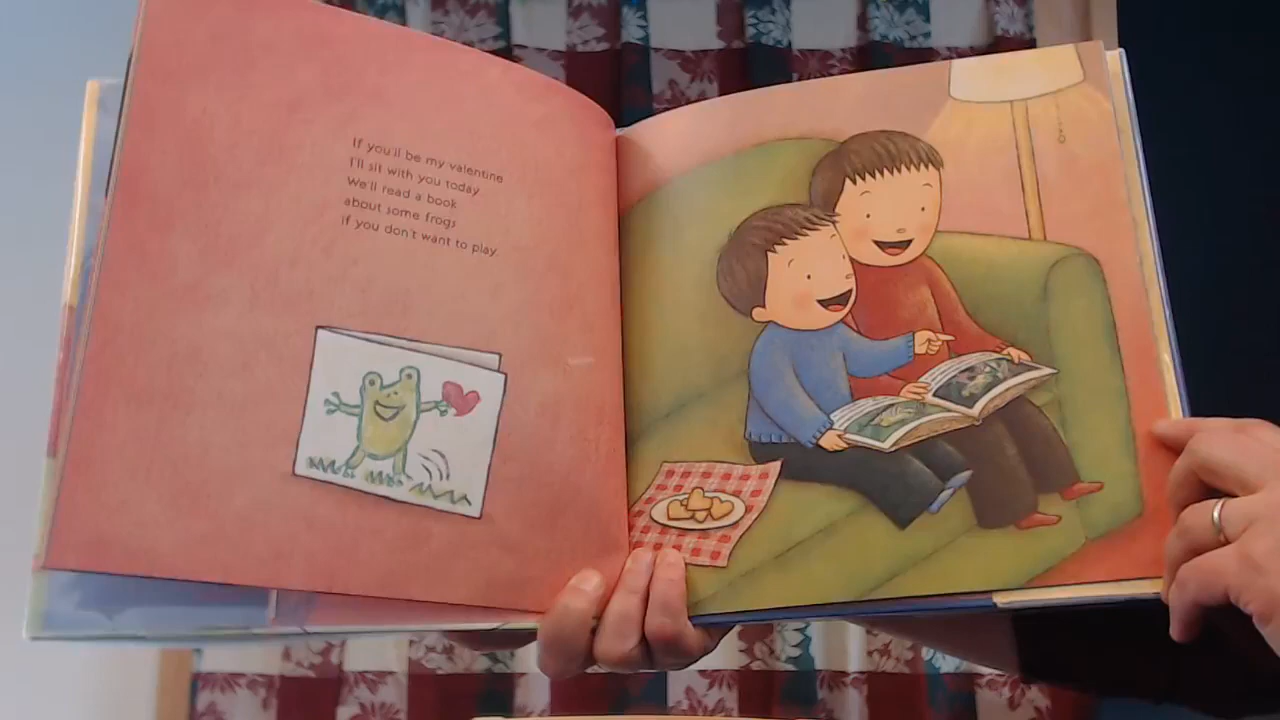 If you'll be my valentine
I'll sit with you today
We'll read a book
about some frogs
if you don't want to play.